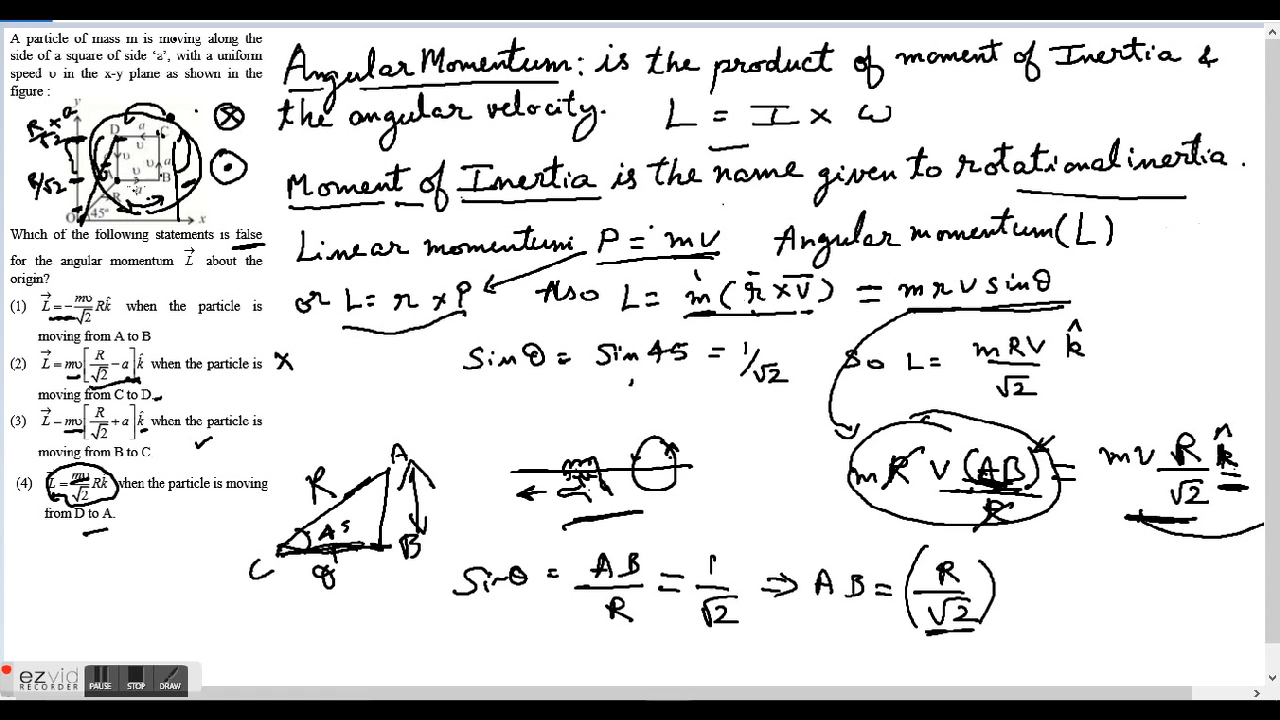 A particle of mass m is moving along the
side of a square of side 'a', with a uniform
speed υ in the x-y plane as shown in the
figure :
y
R/√2 + a
D a C
υ
υ υ a
R/√2
υ B
a
R
O 45° x
Which of the following statements is false
for the angular momentum L⃗ about the
origin?
(1) L⃗ = -mυ/√2 Rk̂ when the particle is
moving from A to B
(2) L⃗ = mυ[R/√2 - a]k̂ when the particle is X
moving from C to D.
(3) L⃗ - mυ[R/√2 + a]k̂ when the particle is
moving from B to C.
(4) L⃗ = mυ/√2 Rk̂ when the particle is moving
from D to A.
Angular Momentum: is the product of moment of Inertia &
the angular velocity. L = I × ω
Moment of Inertia is the name given to rotational inertia.
Linear momentum: P = mv Angular momentum(L)
or L = r × P Also L = m(r̄ × v̄) = mrvsinθ
Sinθ = Sin45 = 1/√2 So L = mRV/√2 k̂
A
R
45
C B
mRV(AB)/R = mv R/√2 k̂
Sinθ = AB/R = 1/√2 ⇒ AB = (R/√2)
ezvid
RECORDER
PAUSE STOP DRAW